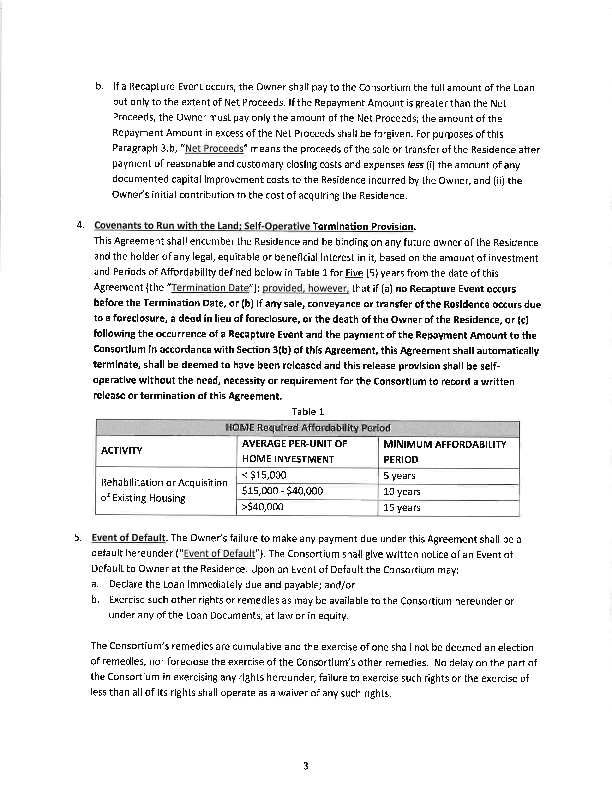 b. If a Recapture Event occurs, the Owner shall pay to the Consortium the full amount of the Loan
but only to the extent of Net Proceeds. If the Repayment Amount is greater than the Net
Proceeds, the Owner must pay only the amount of the Net Proceeds; the amount of the
Repayment Amount in excess of the Net Proceeds shall be forgiven. For purposes of this
Paragraph 3.b, "Net Proceeds" means the proceeds of the sale or transfer of the Residence after
payment of reasonable and customary closing costs and expenses less (i) the amount of any
documented capital improvement costs to the Residence incurred by the Owner, and (ii) the
Owner's initial contribution to the cost of acquiring the Residence.
4. Covenants to Run with the Land; Self-Operative Termination Provision.
This Agreement shall encumber the Residence and be binding on any future owner of the Residence
and the holder of any legal, equitable or beneficial interest in it, based on the amount of investment
and Periods of Affordability defined below in Table 1 for Five (5) years from the date of this
Agreement (the "Termination Date"); provided, however, that if (a) no Recapture Event occurs
before the Termination Date, or (b) if any sale, conveyance or transfer of the Residence occurs due
to a foreclosure, a deed in lieu of foreclosure, or the death of the Owner of the Residence, or (c)
following the occurrence of a Recapture Event and the payment of the Repayment Amount to the
Consortium in accordance with Section 3(b) of this Agreement, this Agreement shall automatically
terminate, shall be deemed to have been released and this release provision shall be self-
operative without the need, necessity or requirement for the Consortium to record a written
release or termination of this Agreement.
Table 1
HOME Required Affordability Period
ACTIVITY
AVERAGE PER-UNIT OF
HOME INVESTMENT
MINIMUM AFFORDABILITY
PERIOD
Rehabilitation or Acquisition
of Existing Housing
< $15,000
5 years
$15,000 - $40,000
10 years
>$40,000
15 years
5. Event of Default. The Owner's failure to make any payment due under this Agreement shall be a
default hereunder ("Event of Default"). The Consortium shall give written notice of an Event of
Default to Owner at the Residence. Upon an Event of Default the Consortium may:
a. Declare the Loan immediately due and payable; and/or
b. Exercise such other rights or remedies as may be available to the Consortium hereunder or
under any of the Loan Documents, at law or in equity.
The Consortium's remedies are cumulative and the exercise of one shall not be deemed an election
of remedies, nor foreclose the exercise of the Consortium's other remedies. No delay on the part of
the Consortium in exercising any rights hereunder, failure to exercise such rights or the exercise of
less than all of its rights shall operate as a waiver of any such rights.
3